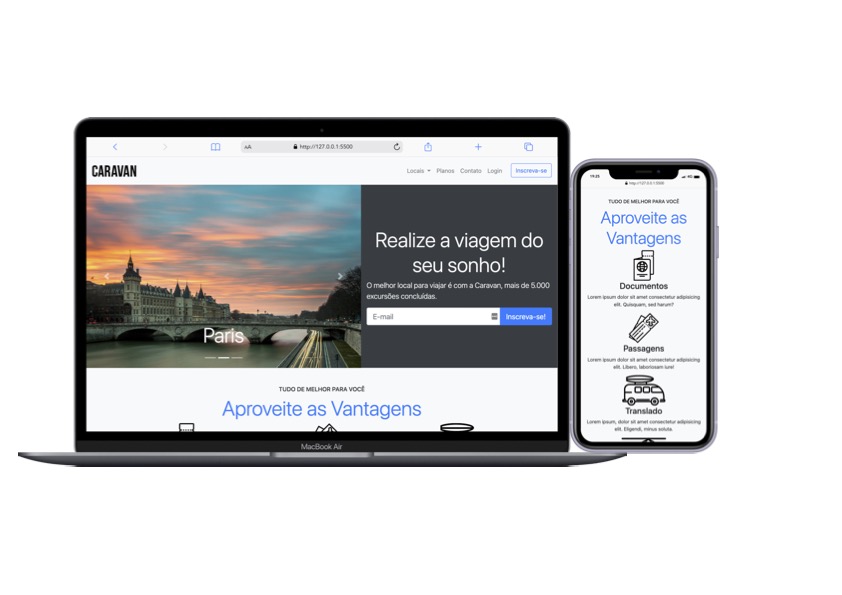 AA
http://127.0.0.1:5500
CARAVAN
Locais
Planos
Contato
Login
Inscreva-se
Realize a viagem do
seu sonho!
O melhor local para viajar é com a Caravan, mais de 5.000
excursões concluídas.
E-mail
Inscreva-se!
Paris
TUDO DE MELHOR PARA VOCÊ
Aproveite as Vantagens
MacBook Air
19:25
4G
http://127.0.0.1:5500
TUDO DE MELHOR PARA VOCÊ
Aproveite as
Vantagens
Documentos
Lorem ipsum dolor sit amet consectetur adipisicing
elit. Quisquam, sed harum?
Passagens
Lorem ipsum dolor sit amet consectetur adipisicing
elit. Libero, laboriosam iure!
Translado
Lorem ipsum dolor sit amet consectetur adipisicing
elit. Eligendi, minus soluta.